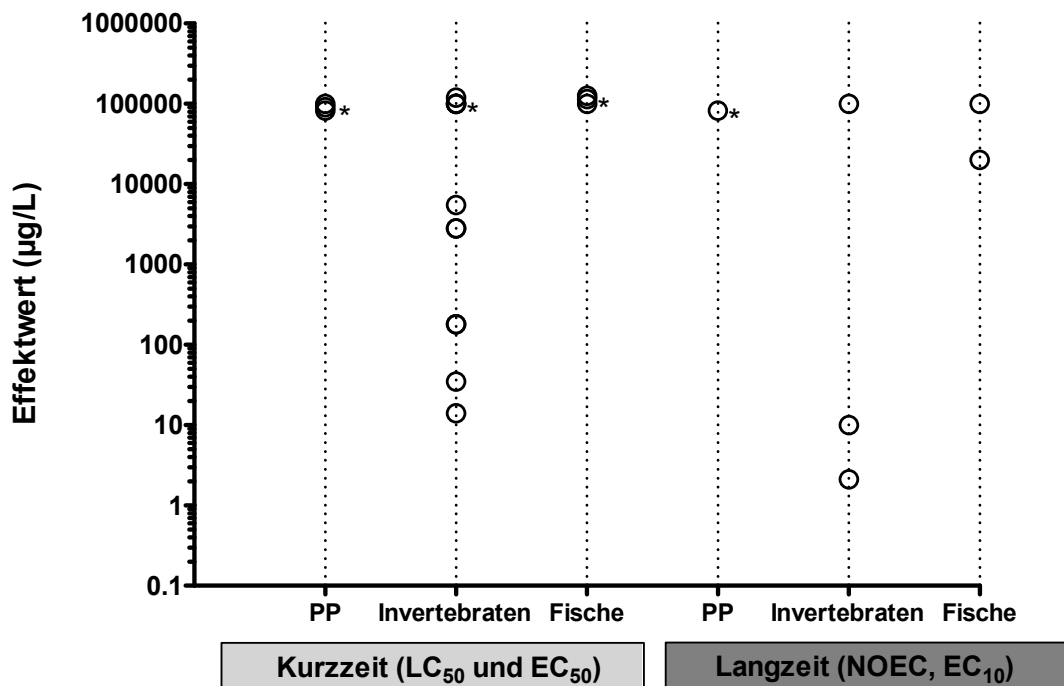 Effektwert (µg/L)
1000000
100000
10000
1000
100
10
1
0.1
* * * *
PP Invertebraten Fische PP Invertebraten Fische
Kurzzeit (LC50 und EC50) Langzeit (NOEC, EC10)